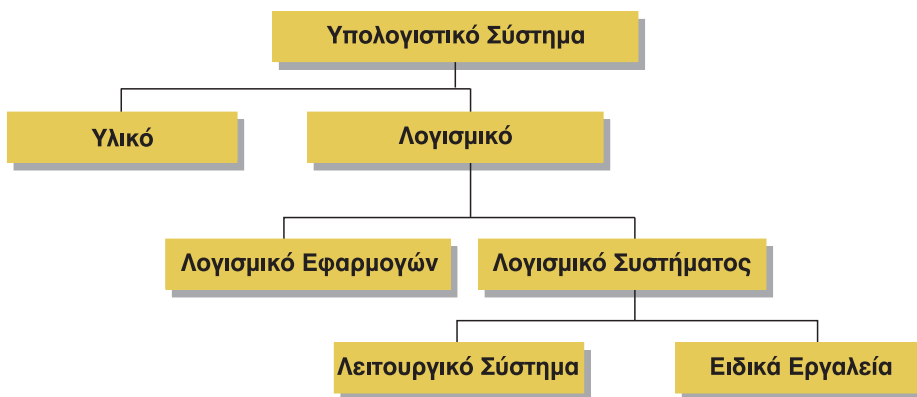 Υπολογιστικό Σύστημα
Υλικό
Λογισμικό
Λογισμικό Εφαρμογών
Λογισμικό Συστήματος
Λειτουργικό Σύστημα
Ειδικά Εργαλεία